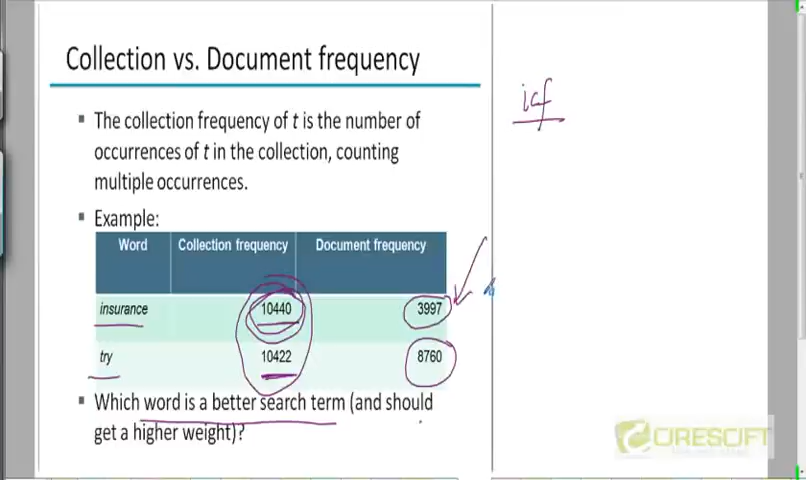 Collection vs. Document frequency
icf
▪ The collection frequency of t is the number of
occurrences of t in the collection, counting
multiple occurrences.
▪ Example:
Word Collection frequency Document frequency
insurance 10440 3997
try 10422 8760
▪ Which word is a better search term (and should
get a higher weight)?